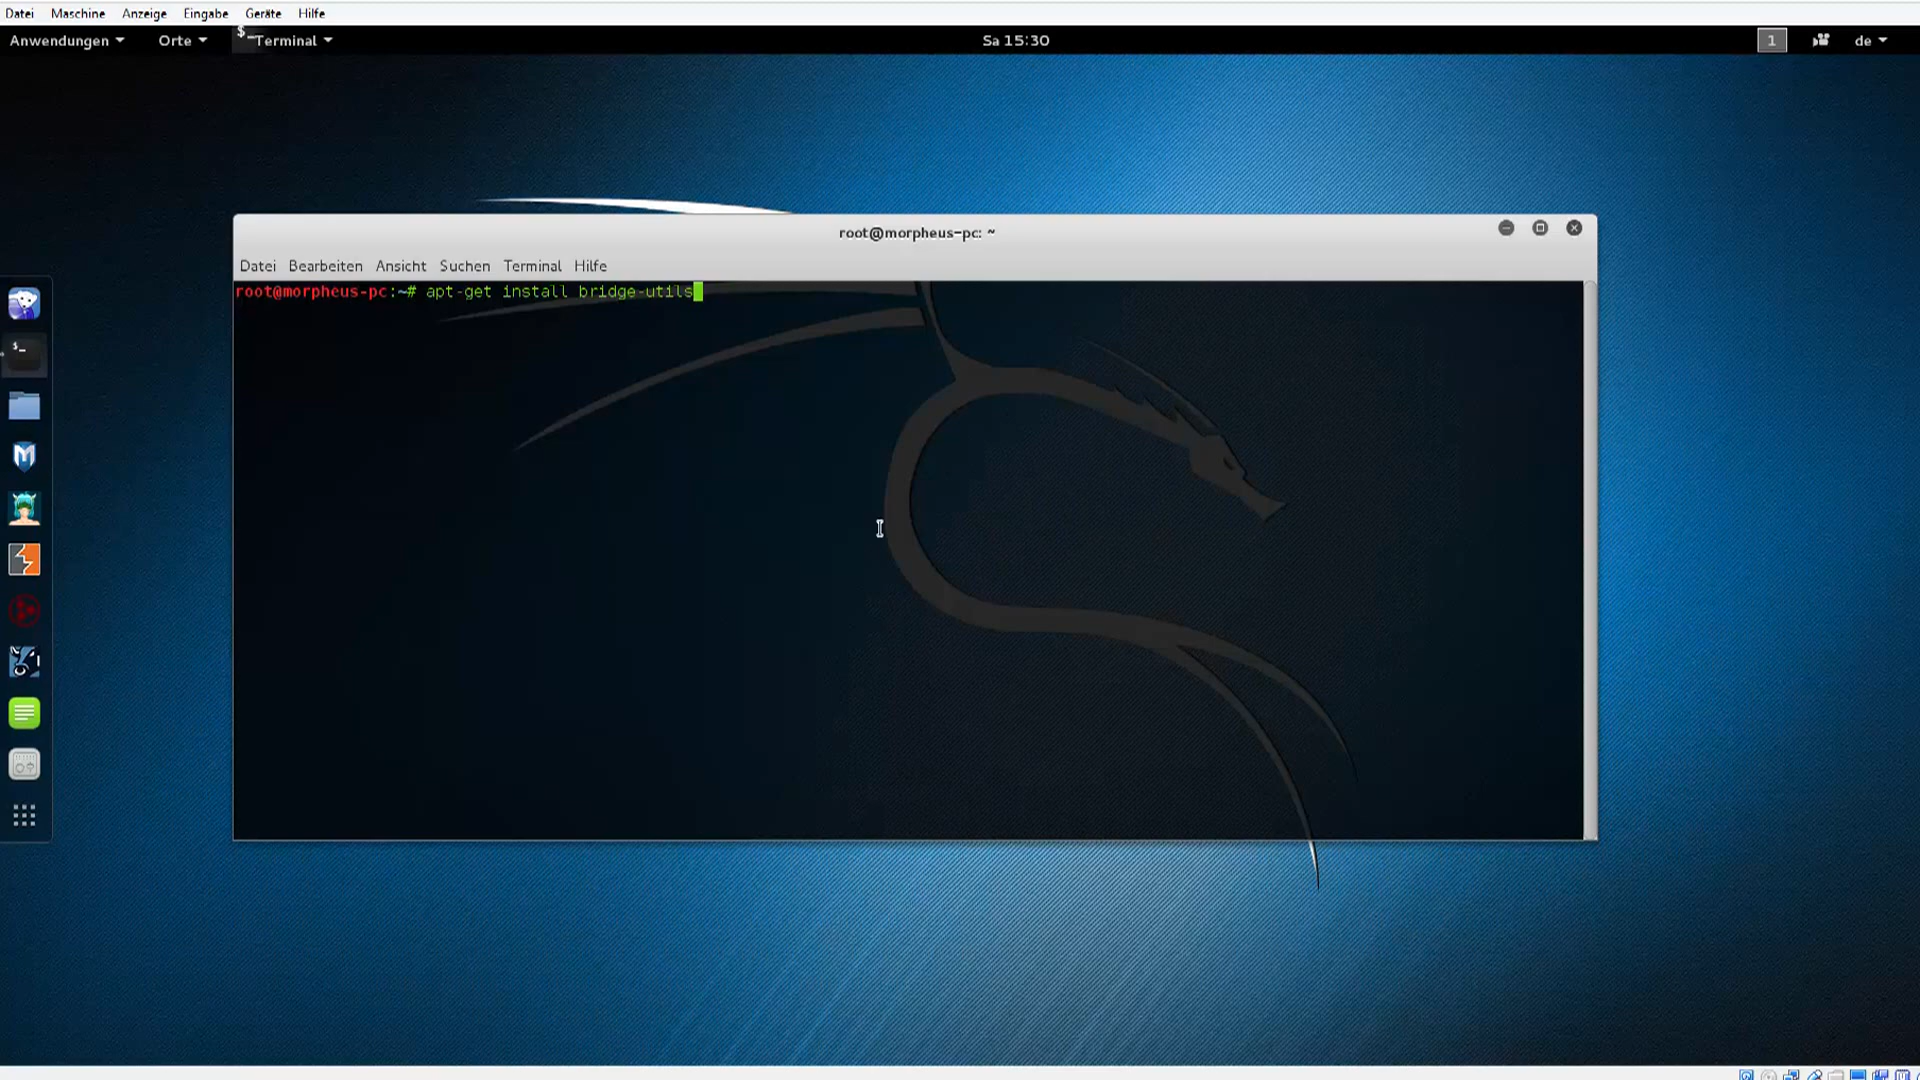 Datei Maschine Anzeige Eingabe Geräte Hilfe
Anwendungen Orte Terminal Sa 15:30 1 de
root@morpheus-pc: ~
Datei Bearbeiten Ansicht Suchen Terminal Hilfe
root@morpheus-pc:~# apt-get install bridge-utils